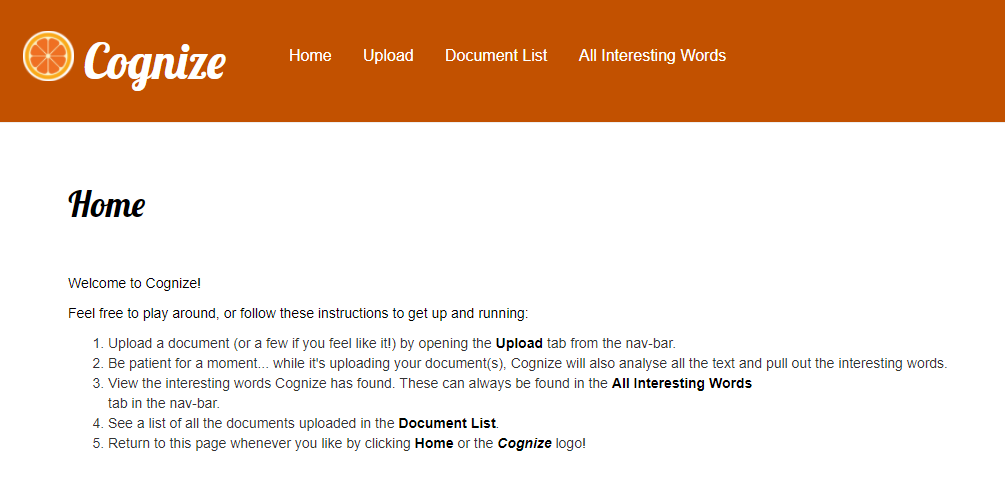 Cognize Home Upload Document List All Interesting Words
Home
Welcome to Cognize!
Feel free to play around, or follow these instructions to get up and running:
1. Upload a document (or a few if you feel like it!) by opening the Upload tab from the nav-bar.
2. Be patient for a moment... while it's uploading your document(s), Cognize will also analyse all the text and pull out the interesting words.
3. View the interesting words Cognize has found. These can always be found in the All Interesting Words
tab in the nav-bar.
4. See a list of all the documents uploaded in the Document List.
5. Return to this page whenever you like by clicking Home or the Cognize logo!